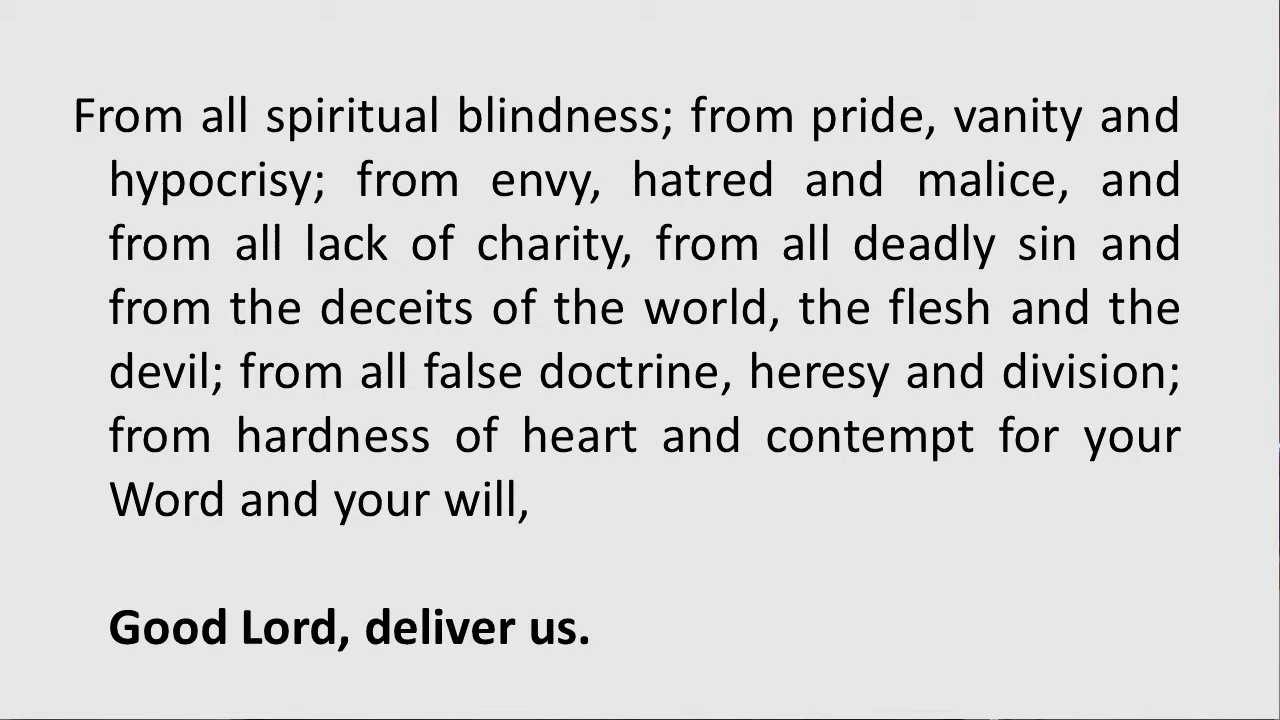 From all spiritual blindness; from pride, vanity and
hypocrisy; from envy, hatred and malice, and
from all lack of charity, from all deadly sin and
from the deceits of the world, the flesh and the
devil; from all false doctrine, heresy and division;
from hardness of heart and contempt for your
Word and your will,
Good Lord, deliver us.